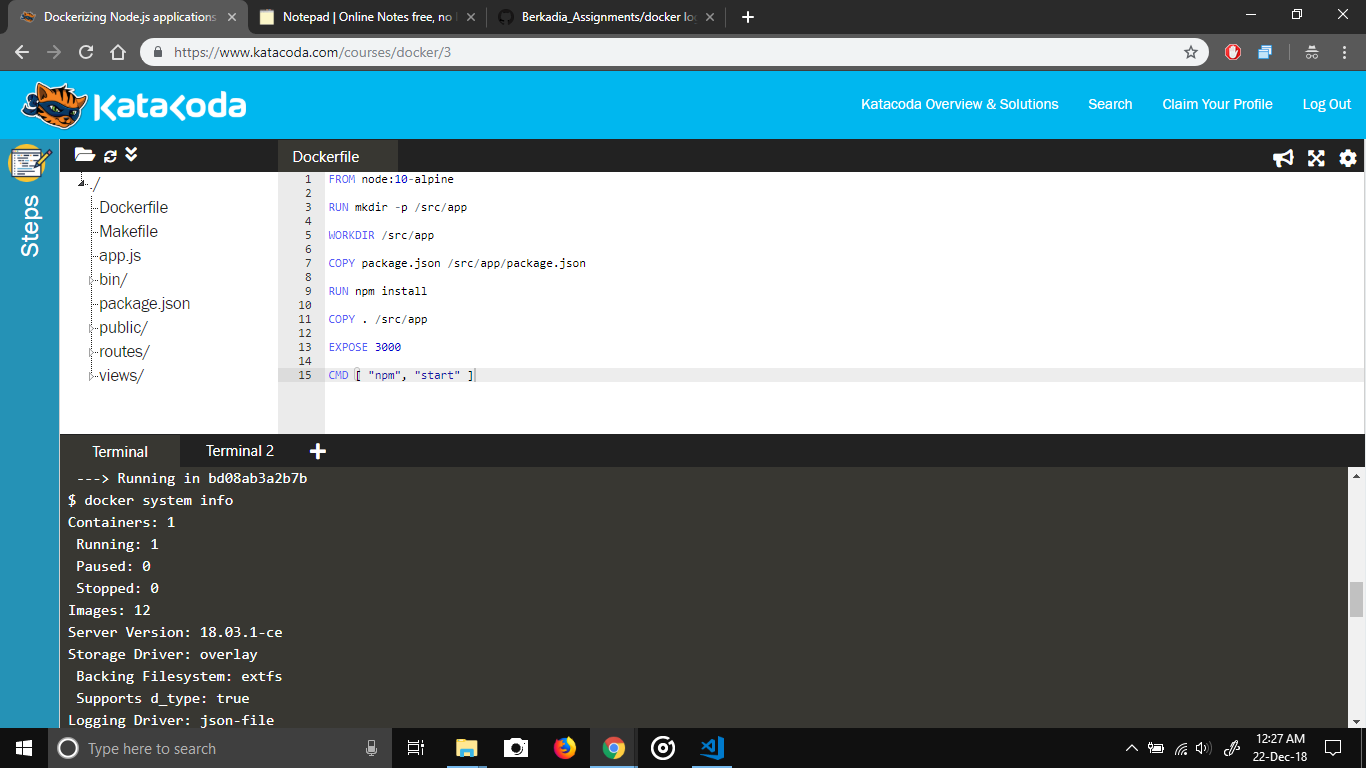 Dockerizing Node.js applications
Notepad | Online Notes free, no
Berkadia_Assignments/docker log
https://www.katacoda.com/courses/docker/3
KataKoda
Katacoda Overview & Solutions
Search
Claim Your Profile
Log Out
Steps
./
Dockerfile
Makefile
app.js
bin/
package.json
public/
routes/
views/
Dockerfile
1 FROM node:10-alpine
2
3 RUN mkdir -p /src/app
4
5 WORKDIR /src/app
6
7 COPY package.json /src/app/package.json
8
9 RUN npm install
10
11 COPY . /src/app
12
13 EXPOSE 3000
14
15 CMD [ "npm", "start" ]
Terminal
Terminal 2
---> Running in bd08ab3a2b7b
$ docker system info
Containers: 1
Running: 1
Paused: 0
Stopped: 0
Images: 12
Server Version: 18.03.1-ce
Storage Driver: overlay
Backing Filesystem: extfs
Supports d_type: true
Logging Driver: json-file
Type here to search
12:27 AM
22-Dec-18